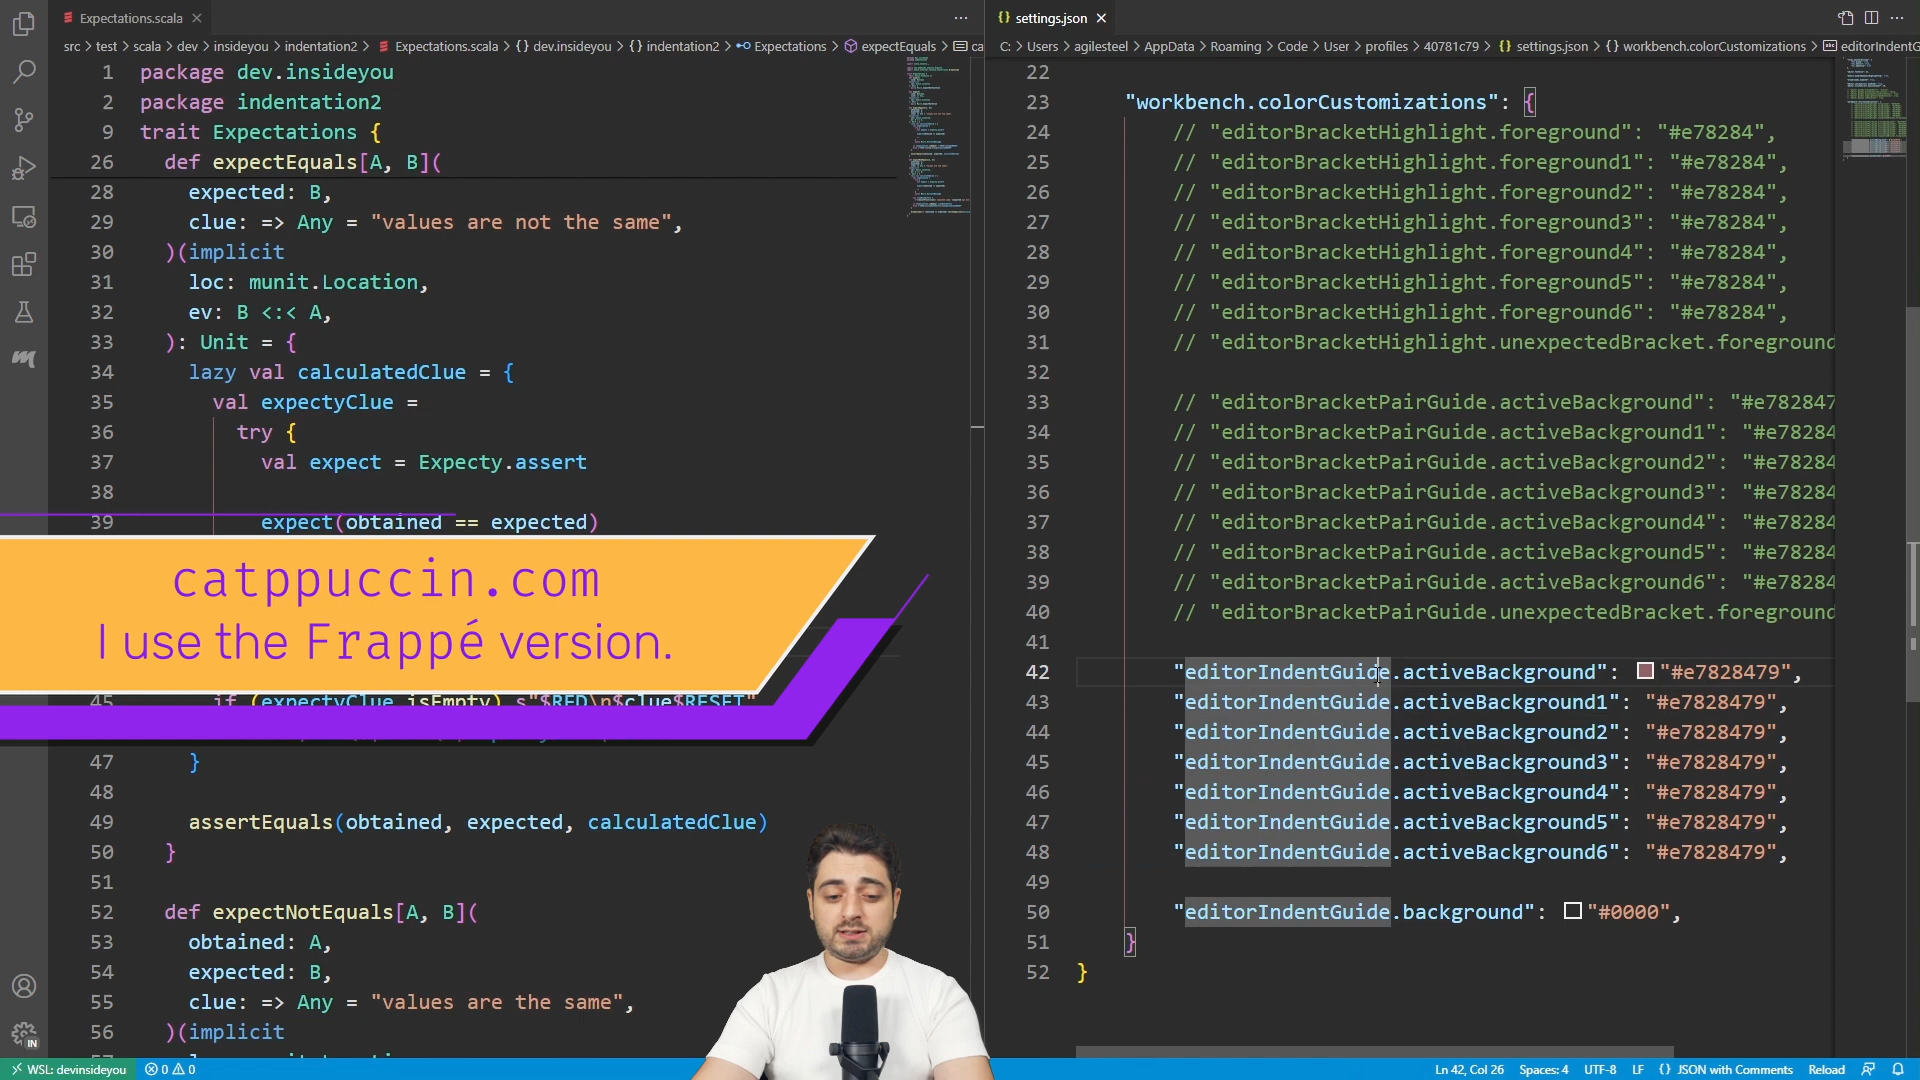 Expectations.scala
src > test > scala > dev > insideyou > indentation2 > Expectations.scala > {} dev.insideyou > {} indentation2 > Expectations > expectEquals > ca
1 package dev.insideyou
2 package indentation2
9 trait Expectations {
26 def expectEquals[A, B](
28 expected: B,
29 clue: => Any = "values are not the same",
30 )(implicit
31 loc: munit.Location,
32 ev: B <:< A,
33 ): Unit = {
34 lazy val calculatedClue = {
35 val expectyClue =
36 try {
37 val expect = Expecty.assert
38
39 expect(obtained == expected)
catppuccin.com
I use the Frappé version.
45 if (expectyClue.isEmpty) s"$RED\n$clue$RESET"
47 }
48
49 assertEquals(obtained, expected, calculatedClue)
50 }
51
52 def expectNotEquals[A, B](
53 obtained: A,
54 expected: B,
55 clue: => Any = "values are the same",
56 )(implicit
WSL: devinsideyou 0 0
{} settings.json
C: > Users > agilesteel > AppData > Roaming > Code > User > profiles > 40781c79 > {} settings.json > {} workbench.colorCustomizations > editorIndentG
22
23 "workbench.colorCustomizations": {
24 // "editorBracketHighlight.foreground": "#e78284",
25 // "editorBracketHighlight.foreground1": "#e78284",
26 // "editorBracketHighlight.foreground2": "#e78284",
27 // "editorBracketHighlight.foreground3": "#e78284",
28 // "editorBracketHighlight.foreground4": "#e78284",
29 // "editorBracketHighlight.foreground5": "#e78284",
30 // "editorBracketHighlight.foreground6": "#e78284",
31 // "editorBracketHighlight.unexpectedBracket.foreground
32
33 // "editorBracketPairGuide.activeBackground": "#e782847
34 // "editorBracketPairGuide.activeBackground1": "#e78284
35 // "editorBracketPairGuide.activeBackground2": "#e78284
36 // "editorBracketPairGuide.activeBackground3": "#e78284
37 // "editorBracketPairGuide.activeBackground4": "#e78284
38 // "editorBracketPairGuide.activeBackground5": "#e78284
39 // "editorBracketPairGuide.activeBackground6": "#e78284
40 // "editorBracketPairGuide.unexpectedBracket.foreground
41
42 "editorIndentGuide.activeBackground": "#e7828479",
43 "editorIndentGuide.activeBackground1": "#e7828479",
44 "editorIndentGuide.activeBackground2": "#e7828479",
45 "editorIndentGuide.activeBackground3": "#e7828479",
46 "editorIndentGuide.activeBackground4": "#e7828479",
47 "editorIndentGuide.activeBackground5": "#e7828479",
48 "editorIndentGuide.activeBackground6": "#e7828479",
49
50 "editorIndentGuide.background": "#0000",
51 }
52 }
Ln 42, Col 26 Spaces: 4 UTF-8 LF {} JSON with Comments Reload
IN